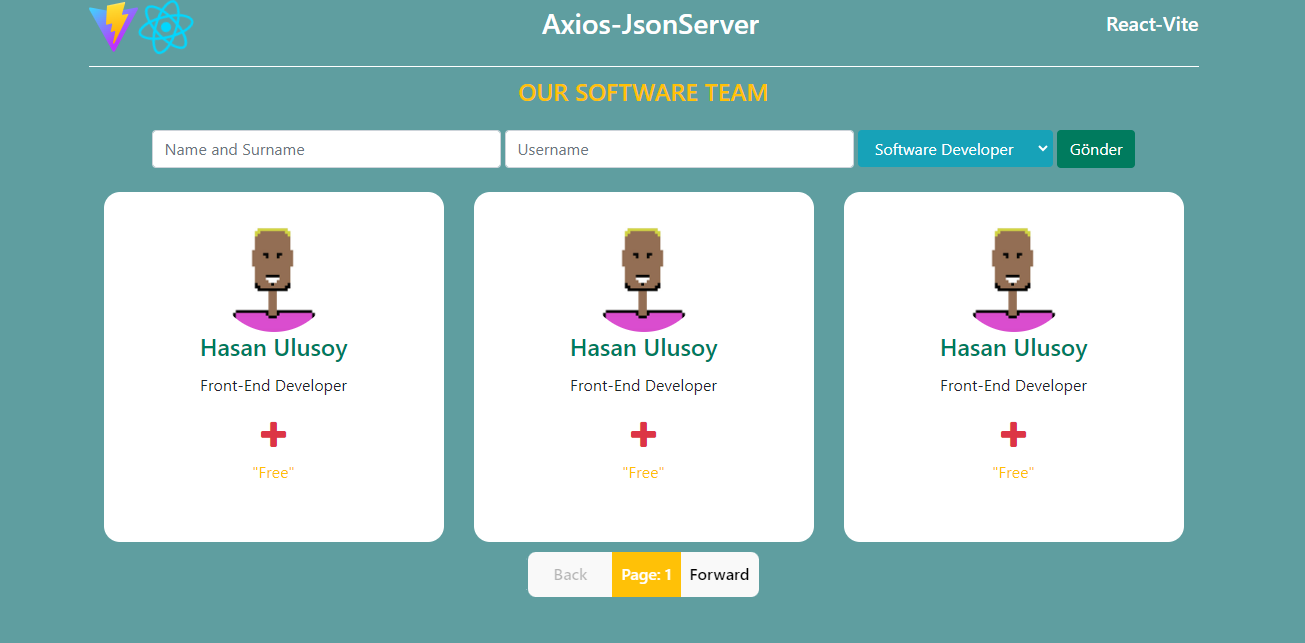 Axios-JsonServer
React-Vite
OUR SOFTWARE TEAM
Name and Surname
Username
Software Developer
Gönder
Hasan Ulusoy
Front-End Developer
"Free"
Hasan Ulusoy
Front-End Developer
"Free"
Hasan Ulusoy
Front-End Developer
"Free"
Back
Page: 1
Forward